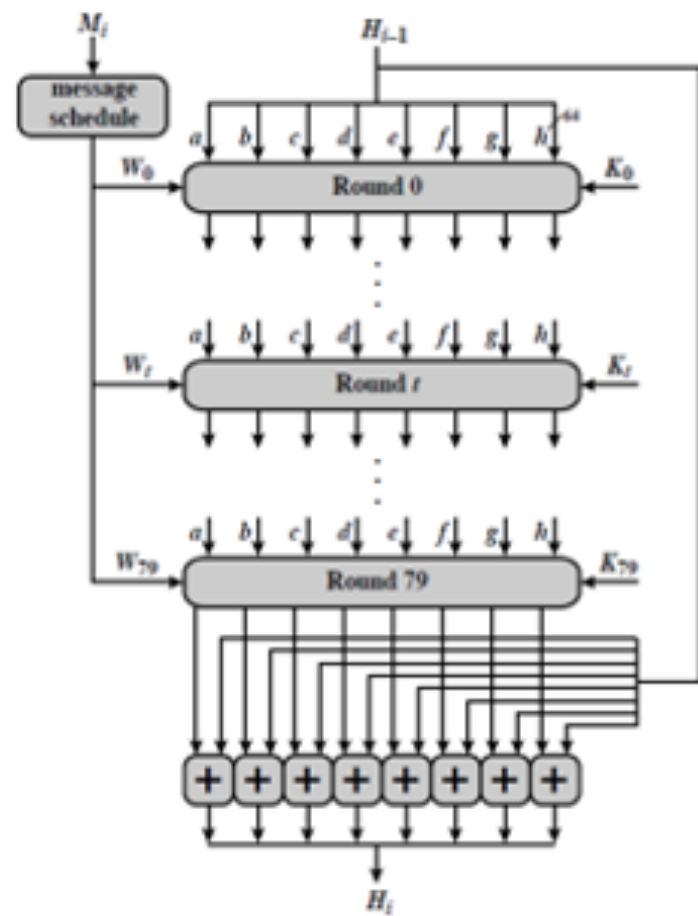 M_i H_{i-1}
message
schedule
a b c d e f g h 64
W_0 Round 0 K_0
a b c d e f g h
W_t Round t K_t
a b c d e f g h
W_79 Round 79 K_79
+ + + + + + + +
H_i